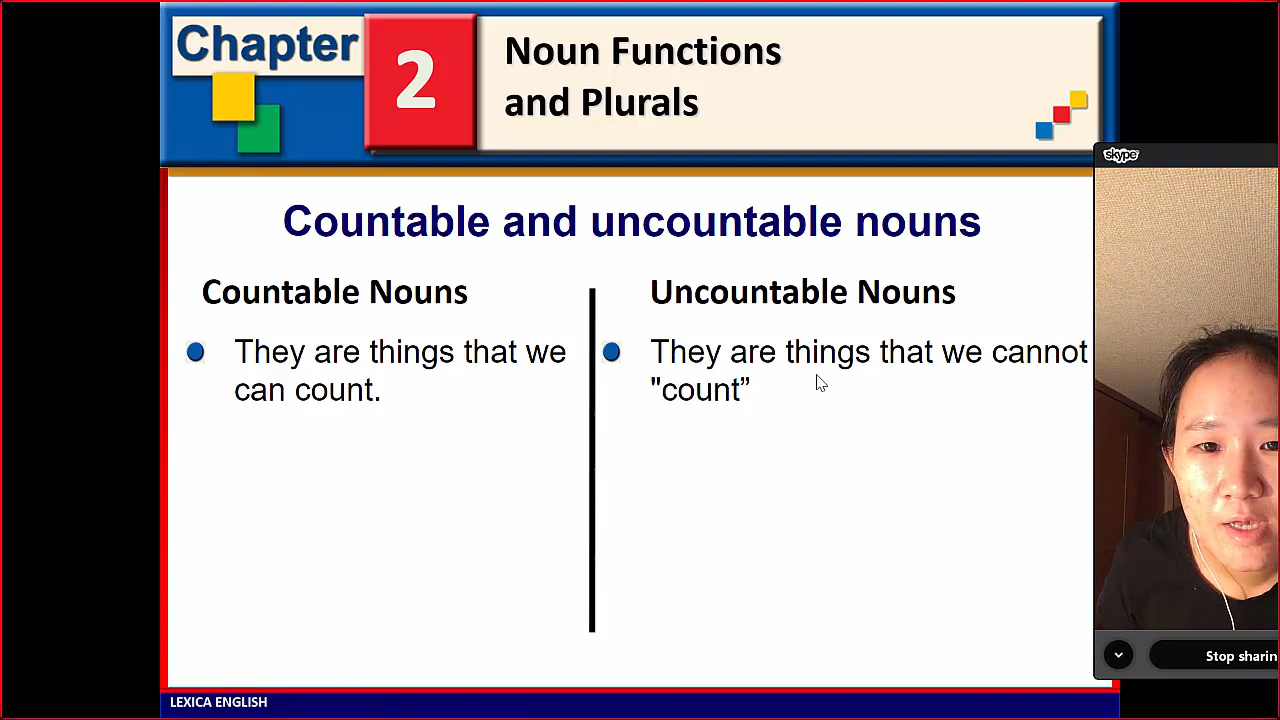 Chapter
2
Noun Functions
and Plurals
skype
Countable and uncountable nouns
Countable Nouns
They are things that we
can count.
Uncountable Nouns
They are things that we cannot
"count”
Stop sharin
LEXICA ENGLISH